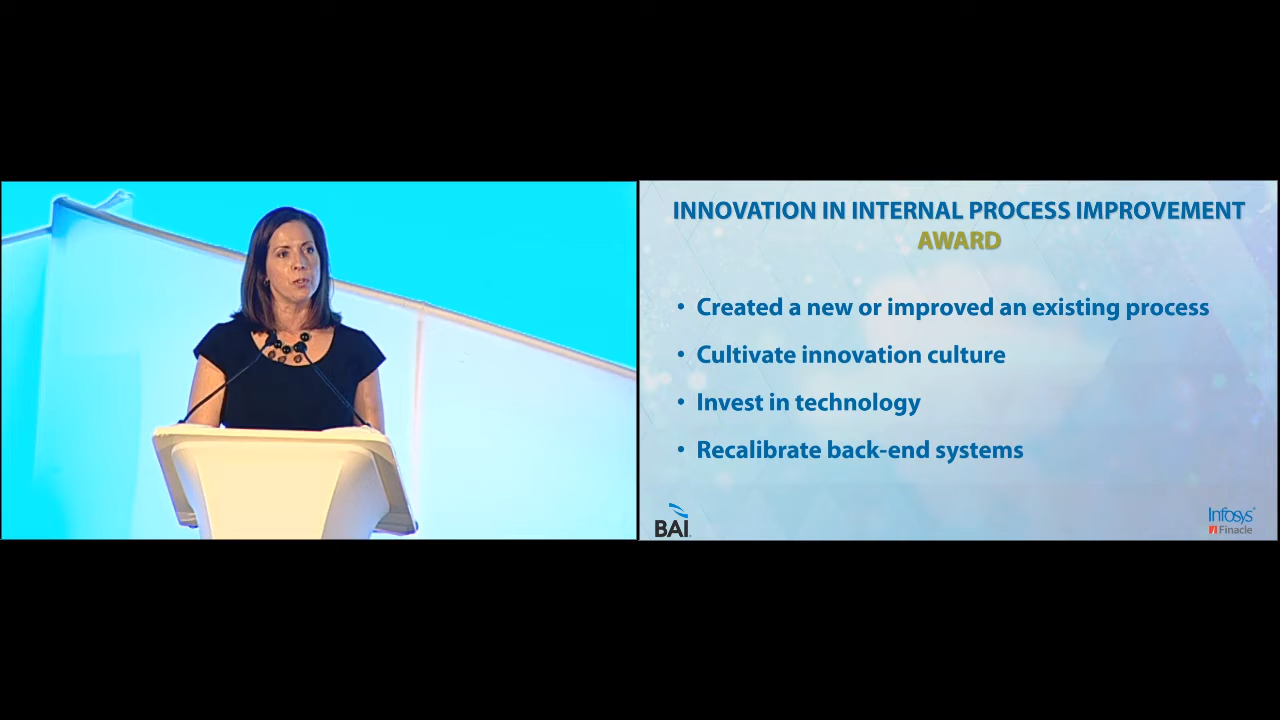 INNOVATION IN INTERNAL PROCESS IMPROVEMENT
AWARD
• Created a new or improved an existing process
• Cultivate innovation culture
• Invest in technology
• Recalibrate back-end systems
BAI
Infosys
Finacle